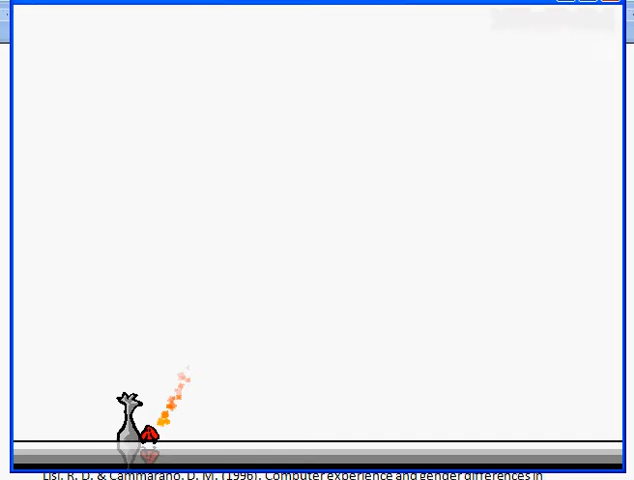 Lisi, R. D. & Cammarano, D. M. (1996). Computer experience and gender differences in